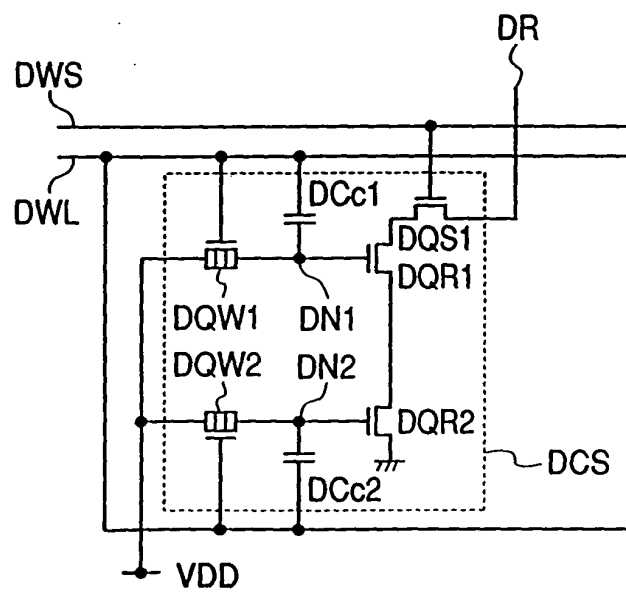 DR
DWS
DWL
DCc1
DQS1
DQR1
DQW1
DN1
DQW2
DN2
DQR2
DCS
DCc2
VDD